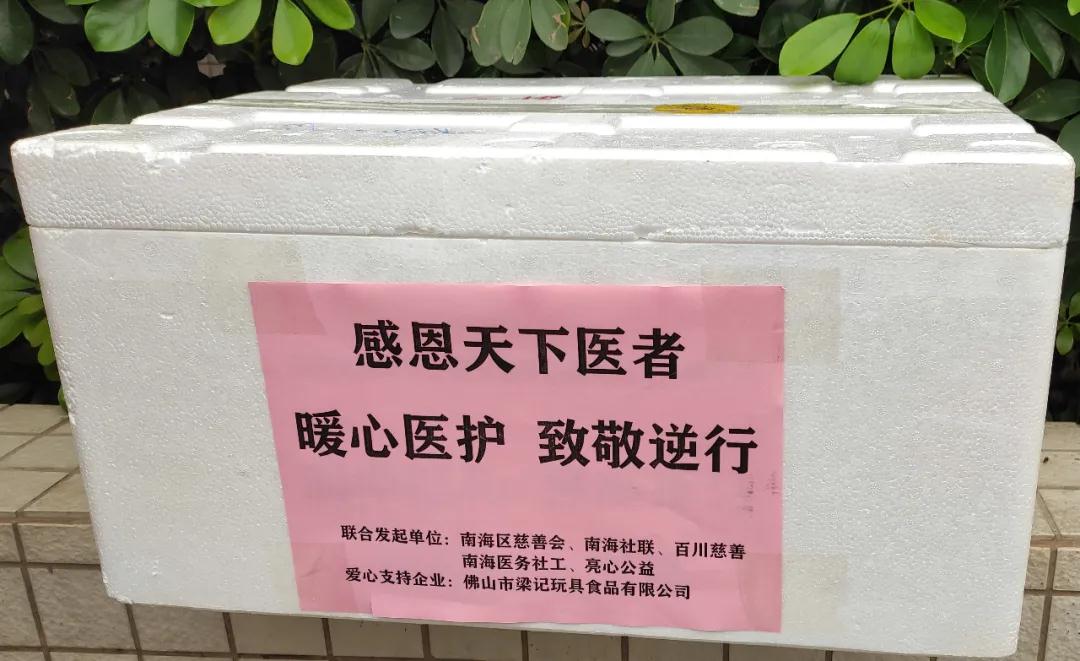 感恩天下医者
暖心医护 致敬逆行
联合发起单位：南海区慈善会、南海社联、百川慈善
南海医务社工、亮心公益
爱心支持企业：佛山市梁记玩具食品有限公司